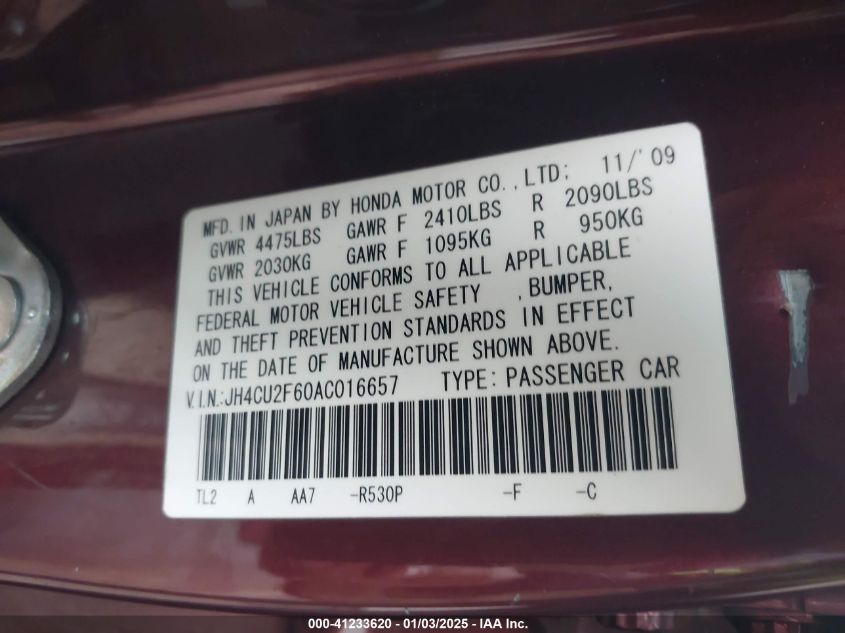 MFD. IN JAPAN BY HONDA MOTOR CO.,LTD; 11/'09
GVWR 4475LBS GAWR F 2410LBS R 2090LBS
GVWR 2030KG GAWR F 1095KG R 950KG
THIS VEHICLE CONFORMS TO ALL APPLICABLE
FEDERAL MOTOR VEHICLE SAFETY ,BUMPER,
AND THEFT PREVENTION STANDARDS IN EFFECT
ON THE DATE OF MANUFACTURE SHOWN ABOVE.
V.I.N.:JH4CU2F60AC016657 TYPE: PASSENGER CAR
TL2 A AA7 -R530P -F -C
000-41233620 - 01/03/2025 - IAA Inc.